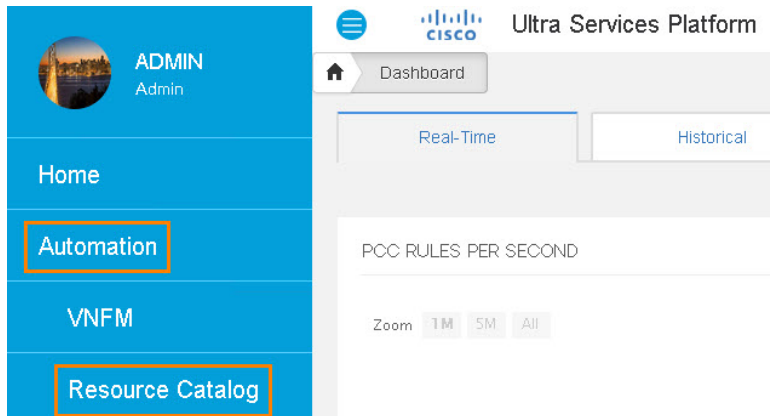 ADMIN
Admin
Home
Automation
VNFM
Resource Catalog
CISCO
Ultra Services Platform
Dashboard
Real-Time
Historical
PCC RULES PER SECOND
Zoom 1M 5M All